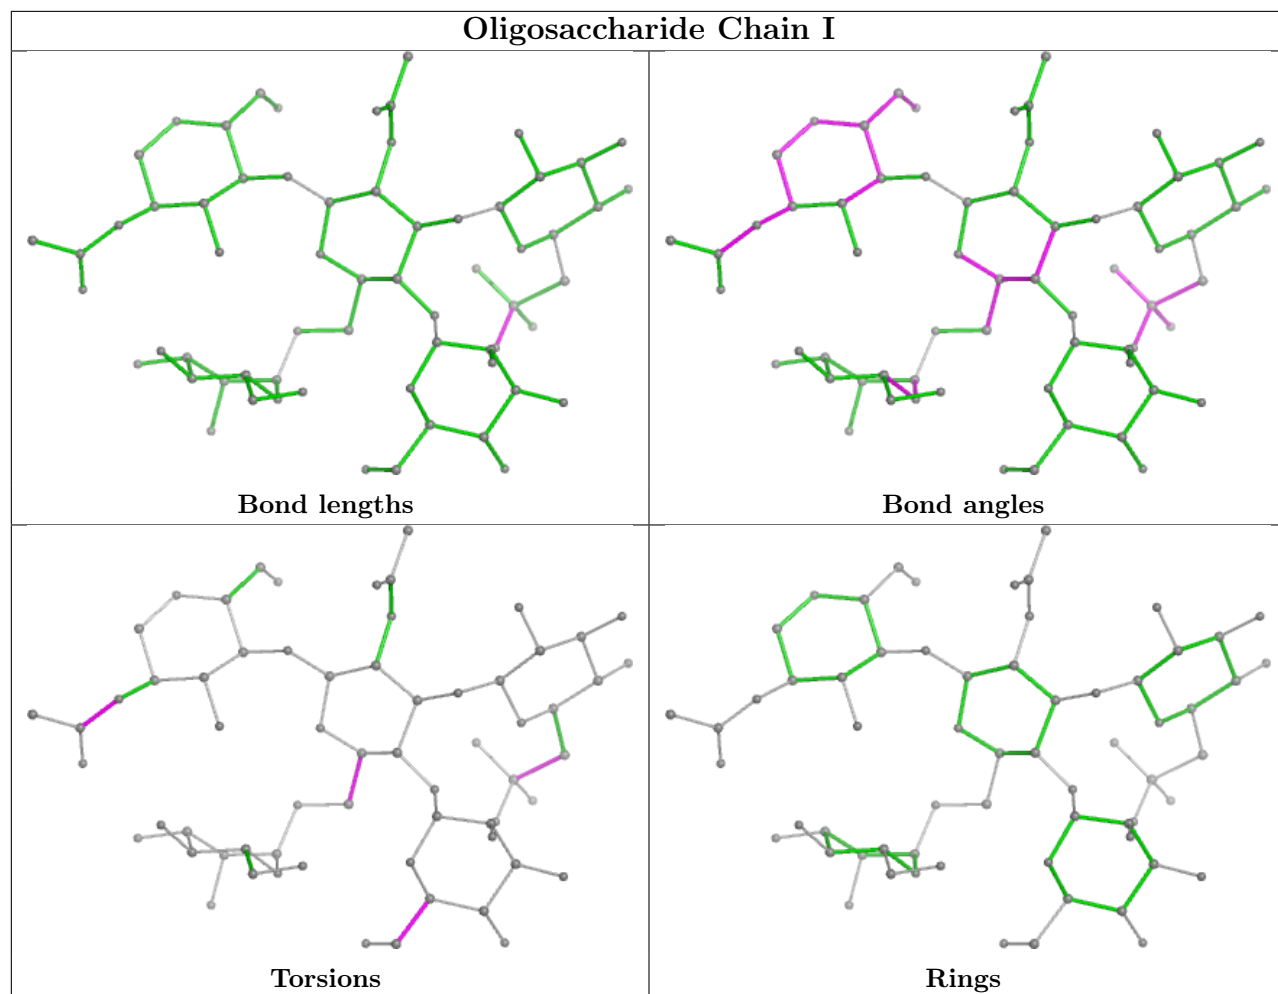 Oligosaccharide Chain I
Bond lengths
Bond angles
Torsions
Rings